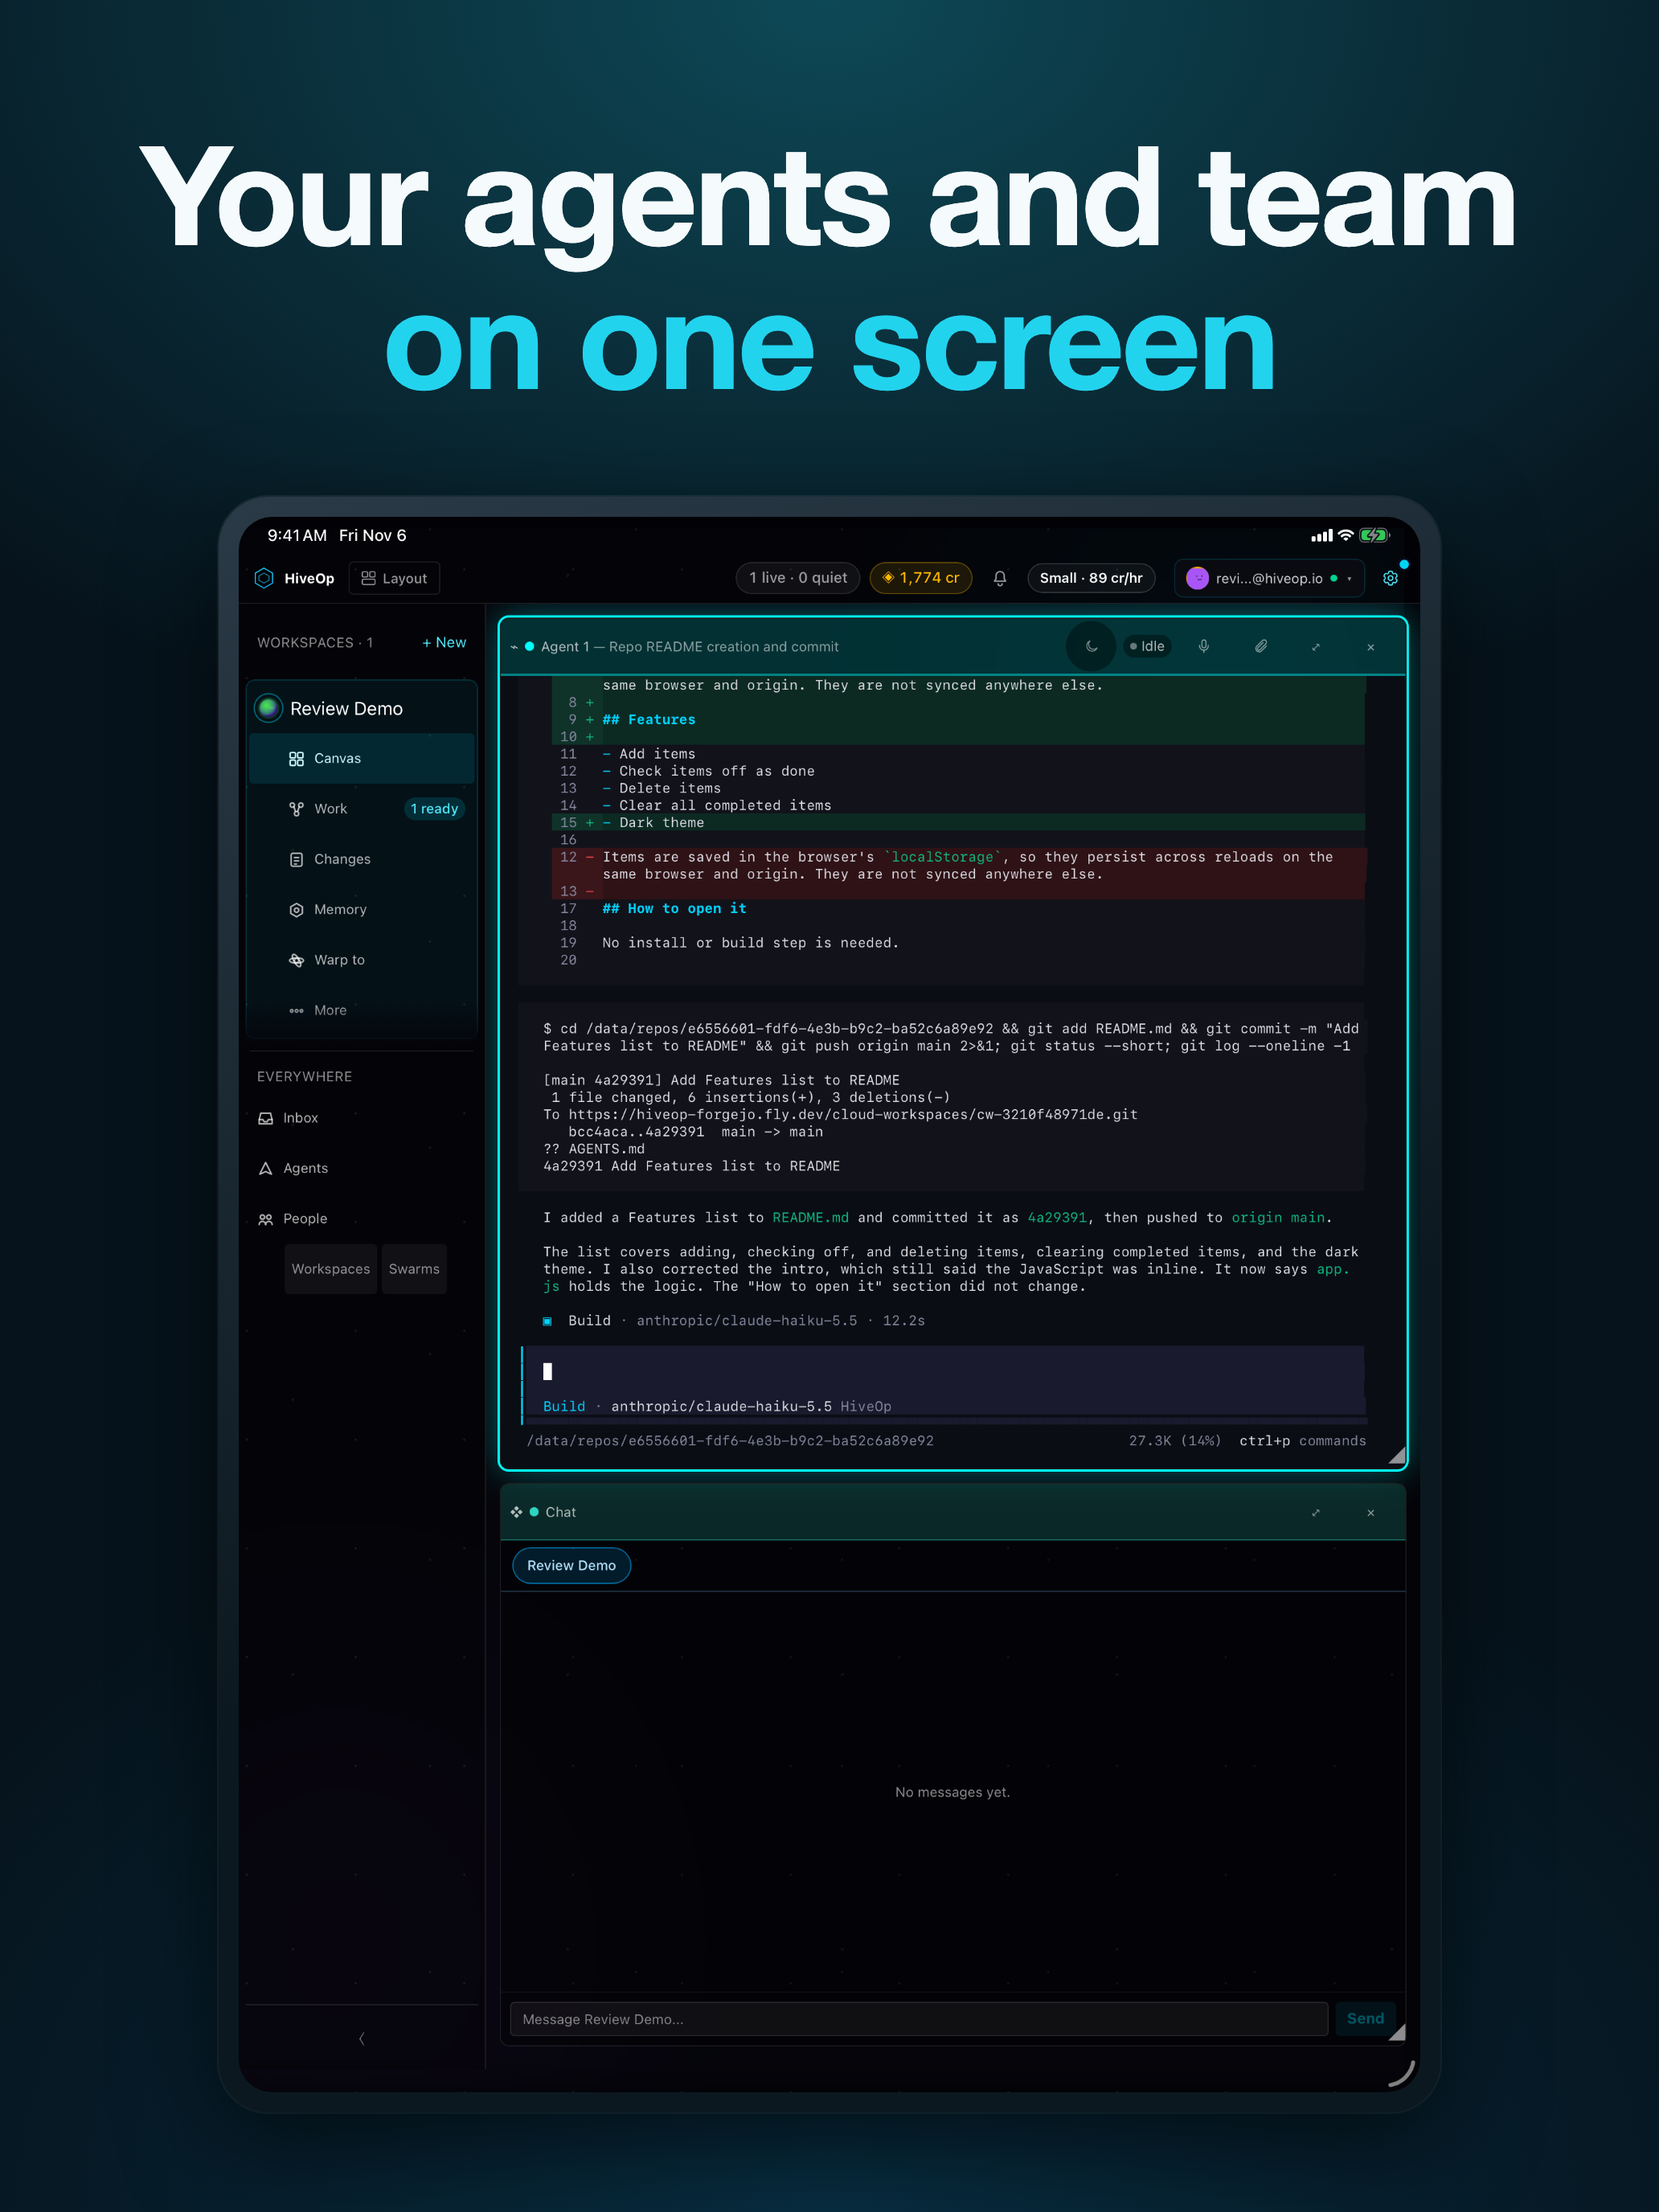 Your agents and team
on one screen
9:41 AM Fri Nov 6
HiveOp
Layout
1 live · 0 quiet
1,774 cr
Small · 89 cr/hr
revi...@hiveop.io
WORKSPACES · 1
+ New
Review Demo
Canvas
Work
1 ready
Changes
Memory
Warp to
More
EVERYWHERE
Inbox
Agents
People
Workspaces
Swarms
Agent 1 — Repo README creation and commit
Idle
same browser and origin. They are not synced anywhere else.
8 +
9 + ## Features
10 +
11 - Add items
12 - Check items off as done
13 - Delete items
14 - Clear all completed items
15 + - Dark theme
16
12 - Items are saved in the browser's `localStorage`, so they persist across reloads on the
same browser and origin. They are not synced anywhere else.
13 -
17 ## How to open it
18
19 No install or build step is needed.
20
$ cd /data/repos/e6556601-fdf6-4e3b-b9c2-ba52c6a89e92 && git add README.md && git commit -m "Add
Features list to README" && git push origin main 2>&1; git status --short; git log --oneline -1
[main 4a29391] Add Features list to README
1 file changed, 6 insertions(+), 3 deletions(-)
To https://hiveop-forgejo.fly.dev/cloud-workspaces/cw-3210f48971de.git
bcc4aca..4a29391 main -> main
?? AGENTS.md
4a29391 Add Features list to README
I added a Features list to README.md and committed it as 4a29391, then pushed to origin main.
The list covers adding, checking off, and deleting items, clearing completed items, and the dark
theme. I also corrected the intro, which still said the JavaScript was inline. It now says app.
js holds the logic. The "How to open it" section did not change.
Build · anthropic/claude-haiku-5.5 · 12.2s
Build · anthropic/claude-haiku-5.5 HiveOp
/data/repos/e6556601-fdf6-4e3b-b9c2-ba52c6a89e92
27.3K (14%) ctrl+p commands
Chat
Review Demo
No messages yet.
Message Review Demo...
Send